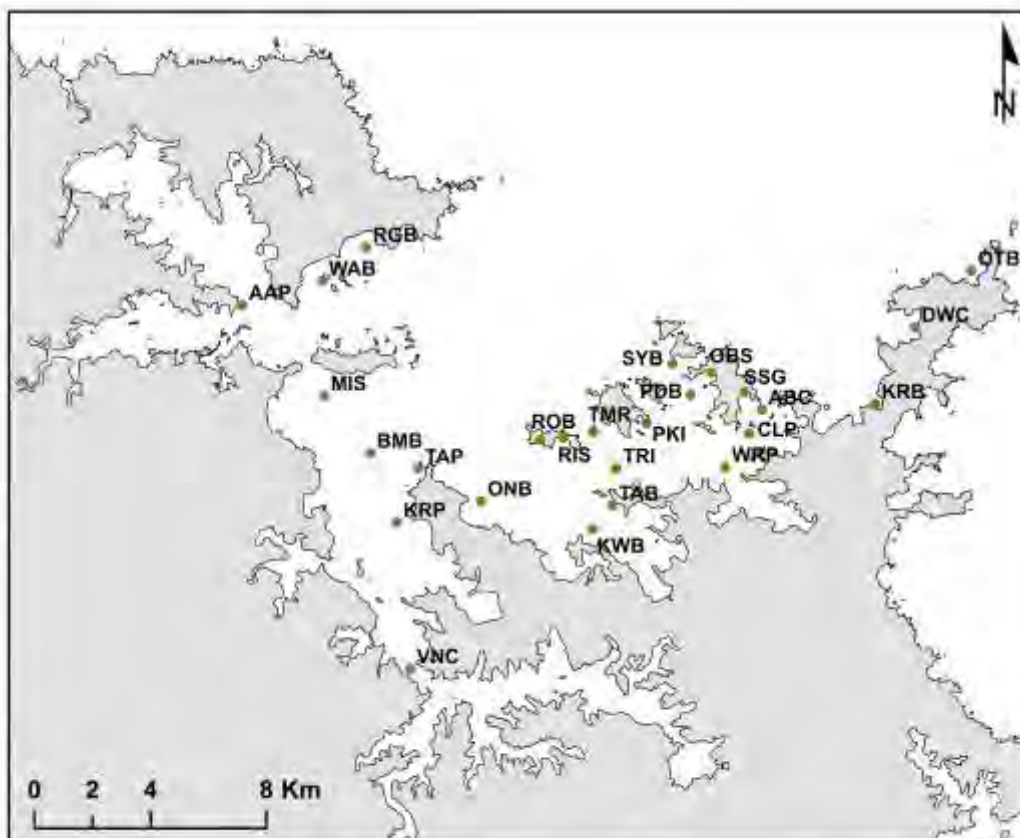 N
RGB
WAB
OTB
AAP
DWC
SYB
OBS
MIS
PDB
SSG
ABC
KRB
ROB
TMR
PKI
CLP
BMB
TAP
RIS
TRI
WRP
ONB
TAB
KRP
KWB
VNC
0 2 4 8 Km